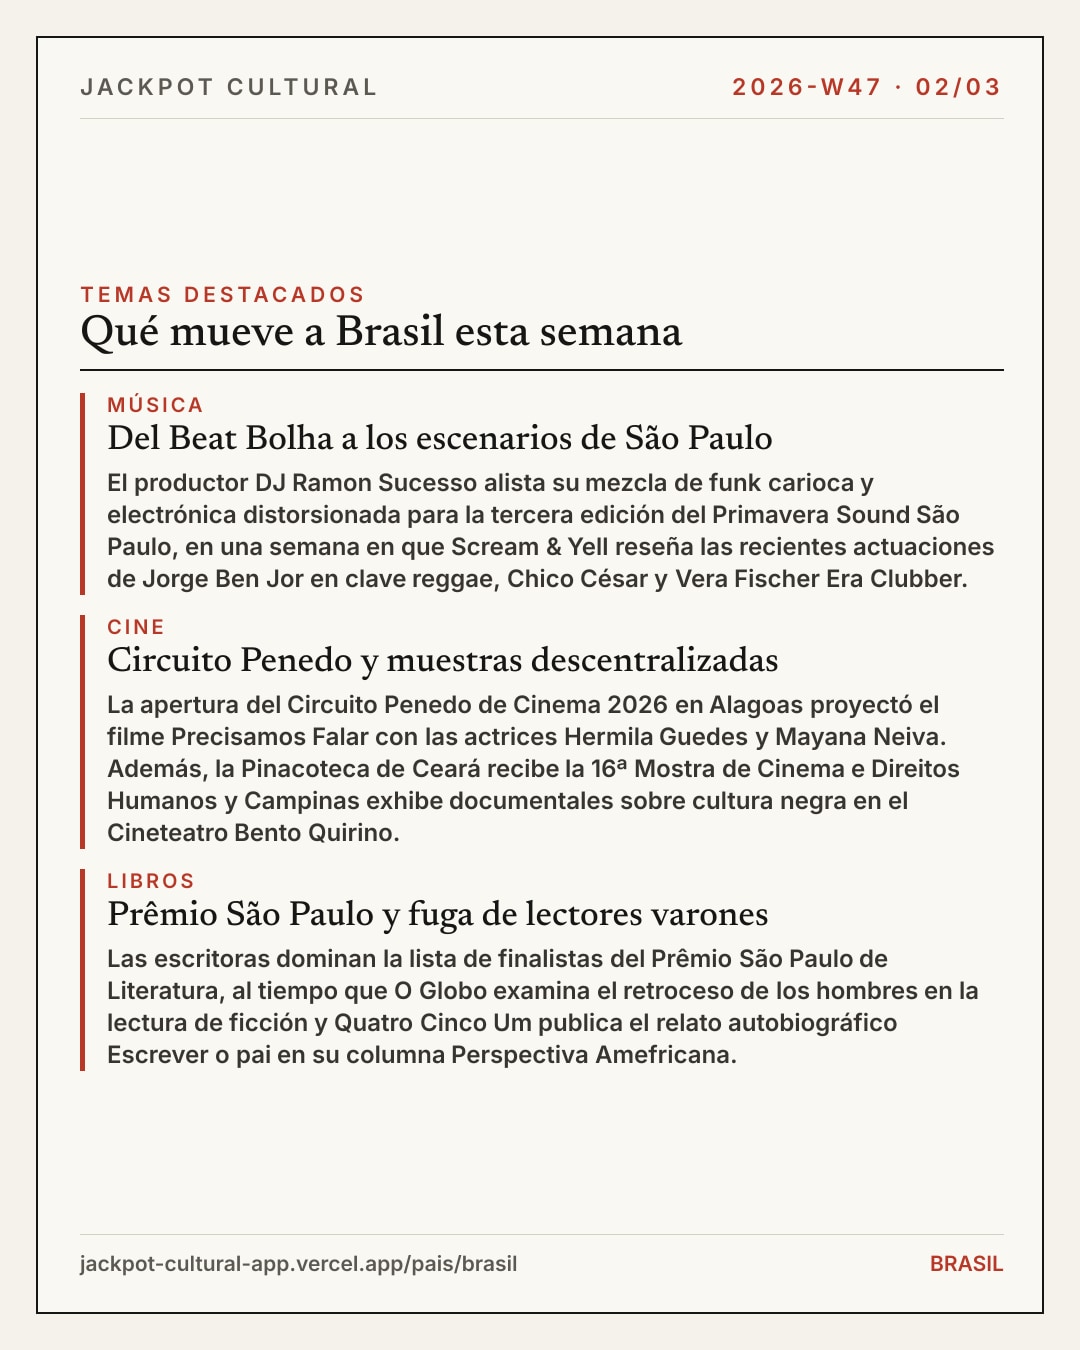 JACKPOT CULTURAL
2026-W47 · 02/03
TEMAS DESTACADOS
Qué mueve a Brasil esta semana
MÚSICA
Del Beat Bolha a los escenarios de São Paulo
El productor DJ Ramon Sucesso alista su mezcla de funk carioca y
electrónica distorsionada para la tercera edición del Primavera Sound São
Paulo, en una semana en que Scream & Yell reseña las recientes actuaciones
de Jorge Ben Jor en clave reggae, Chico César y Vera Fischer Era Clubber.
CINE
Circuito Penedo y muestras descentralizadas
La apertura del Circuito Penedo de Cinema 2026 en Alagoas proyectó el
filme Precisamos Falar con las actrices Hermila Guedes y Mayana Neiva.
Además, la Pinacoteca de Ceará recibe la 16ª Mostra de Cinema e Direitos
Humanos y Campinas exhibe documentales sobre cultura negra en el
Cineteatro Bento Quirino.
LIBROS
Prêmio São Paulo y fuga de lectores varones
Las escritoras dominan la lista de finalistas del Prêmio São Paulo de
Literatura, al tiempo que O Globo examina el retroceso de los hombres en la
lectura de ficción y Quatro Cinco Um publica el relato autobiográfico
Escrever o pai en su columna Perspectiva Amefricana.
jackpot-cultural-app.vercel.app/pais/brasil
BRASIL